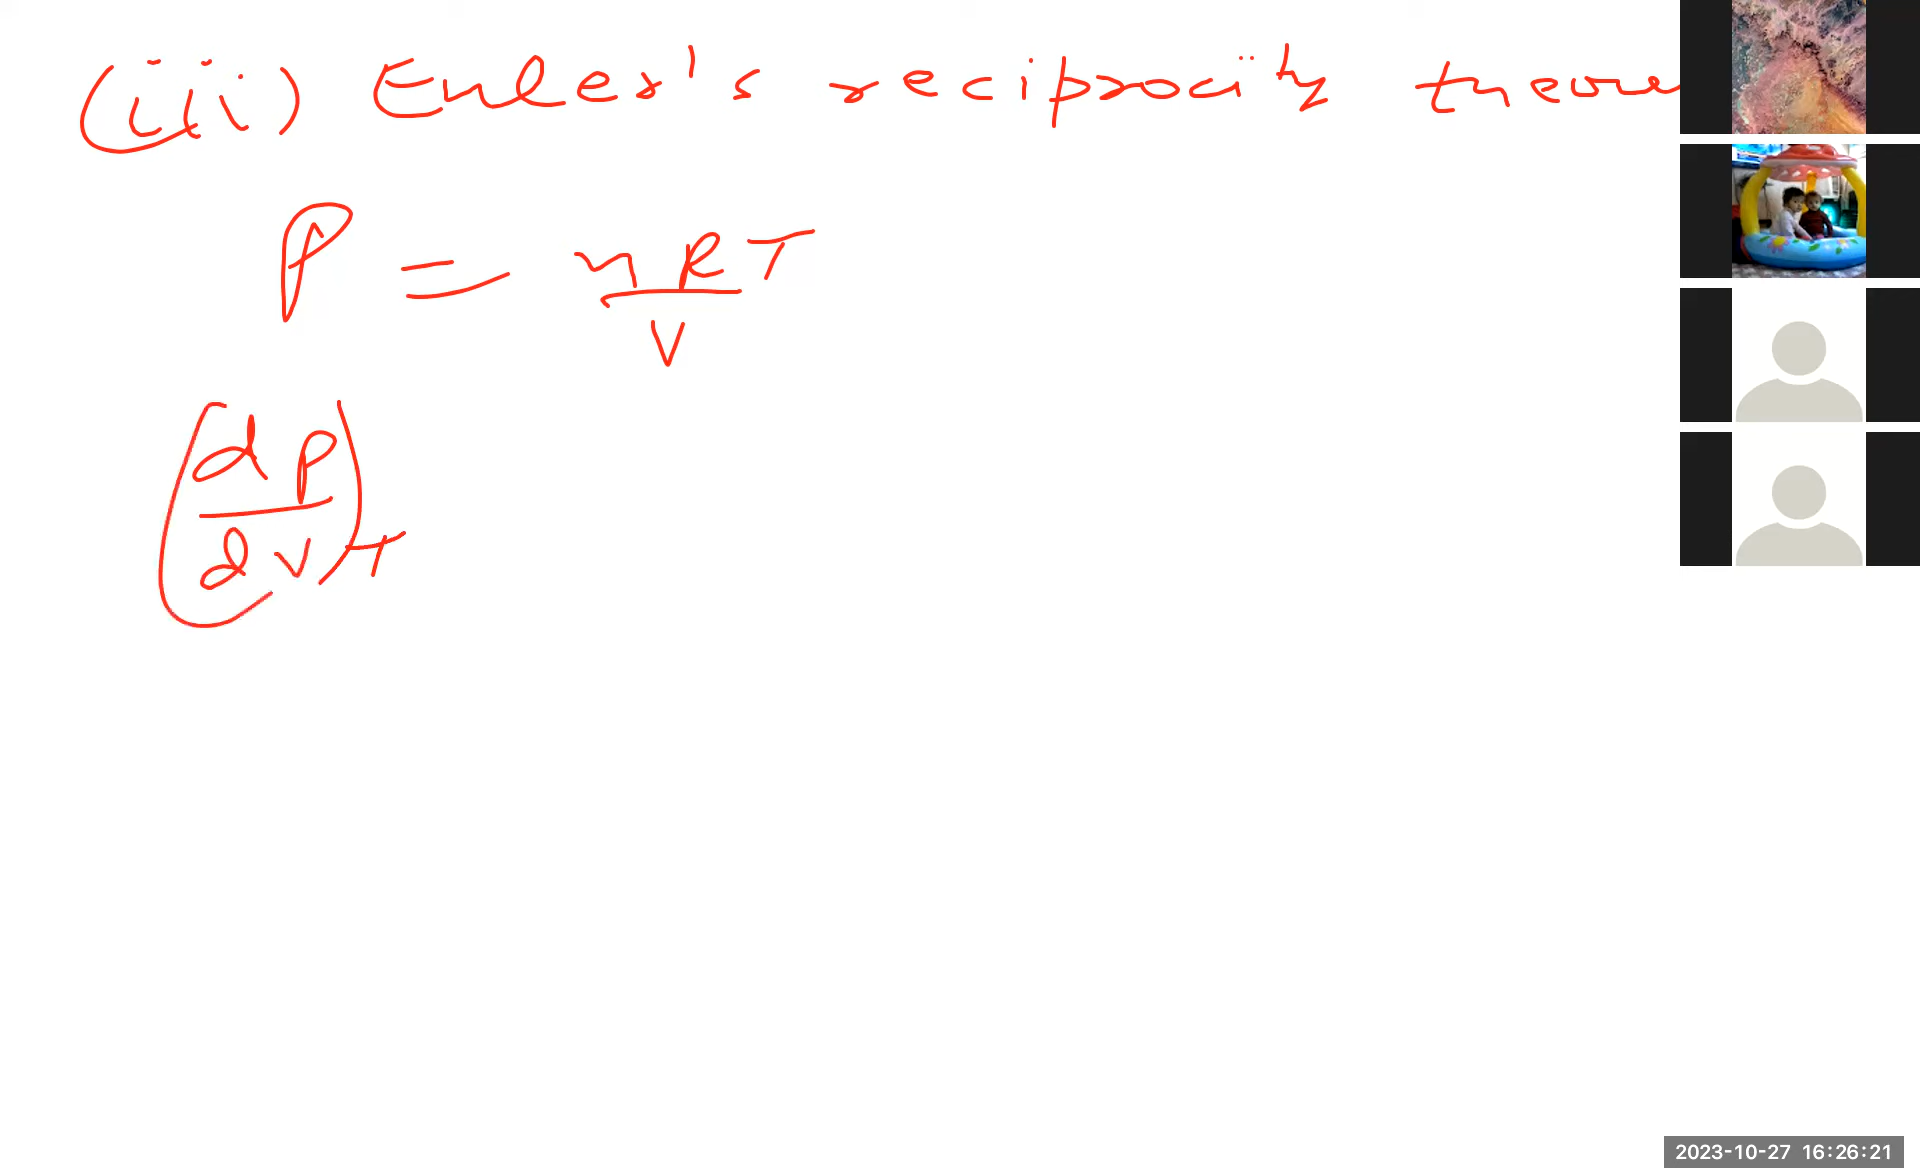 (iii) Euler's reciprocity theore
P = nRT
V
(dp
dV)T
2023-10-27 16:26:21